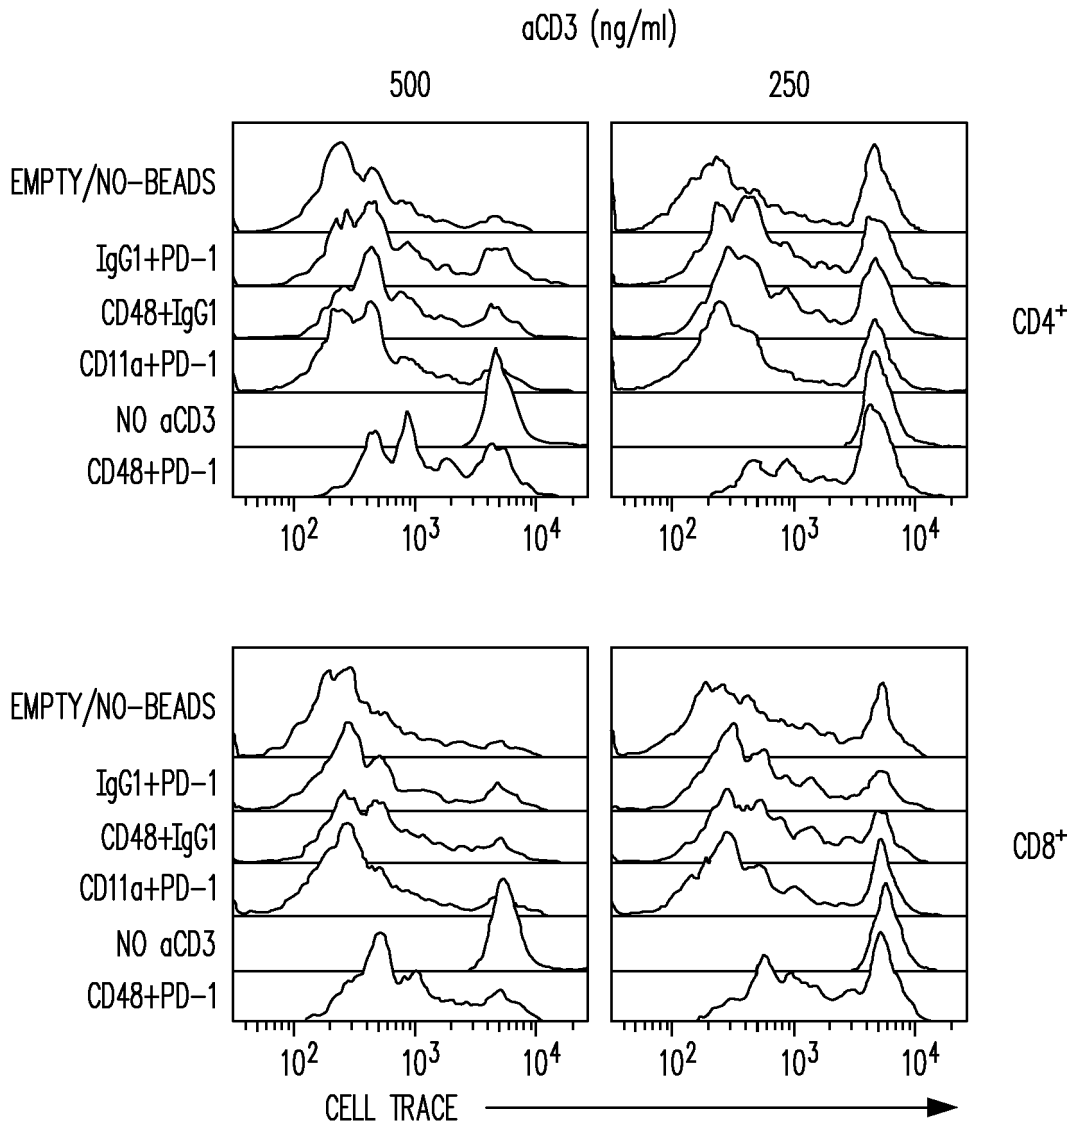 aCD3 (ng/ml)
500 250
EMPTY/NO-BEADS
IgG1+PD-1
CD48+IgG1
CD11a+PD-1
NO aCD3
CD48+PD-1
CD4+
10² 10³ 10⁴ 10² 10³ 10⁴
EMPTY/NO-BEADS
IgG1+PD-1
CD48+IgG1
CD11a+PD-1
NO aCD3
CD48+PD-1
CD8+
10² 10³ 10⁴ 10² 10³ 10⁴
CELL TRACE